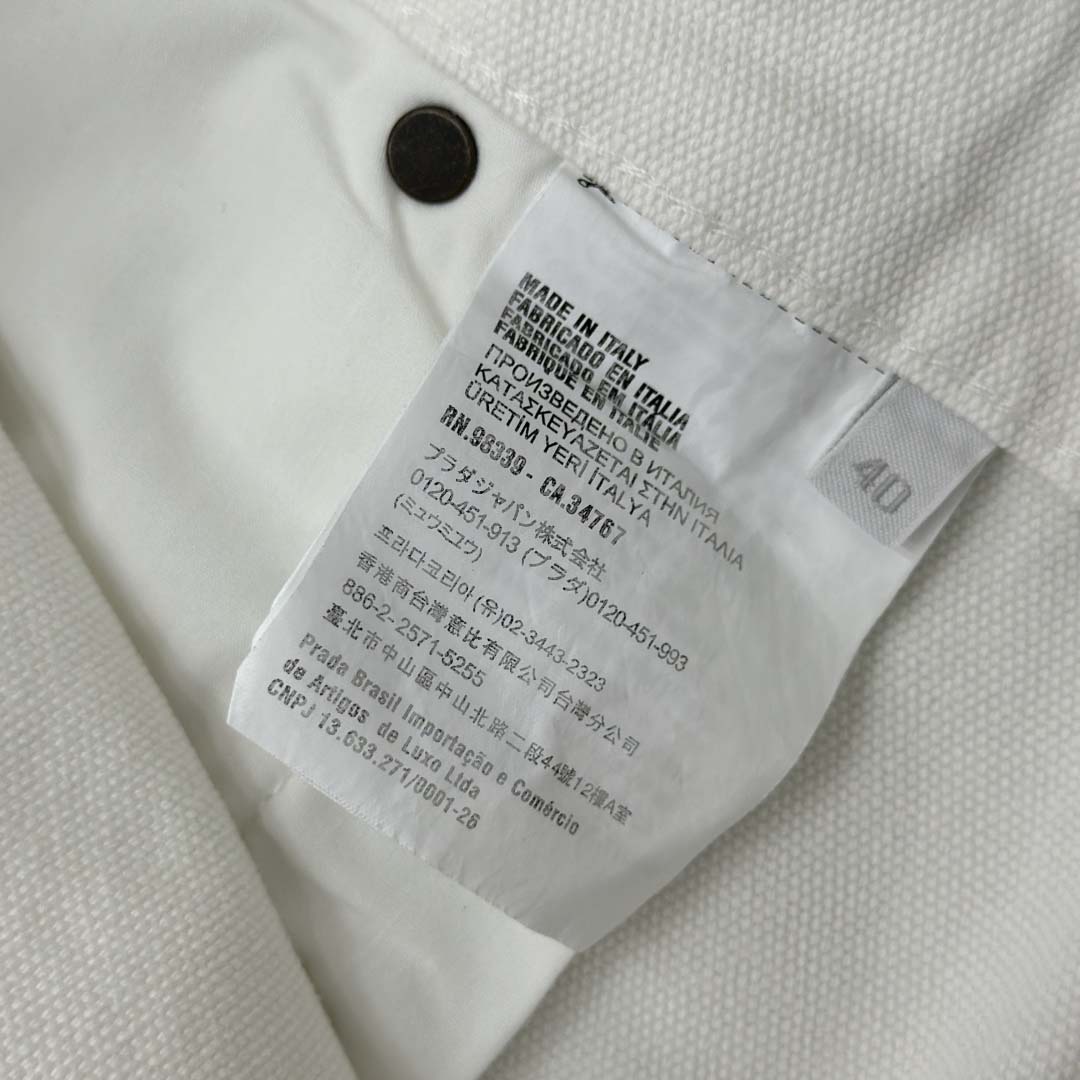 MADE IN ITALY
FABRICADO EN ITALIA
FABRICADO EM ITALIA
FABRIQUE EN ITALIE
ПРОИЗВЕДЕНО В ИТАЛИЯ
ΚΑΤΑΣΚΕΥΑΖΕΤΑΙ ΣΤΗΝ ΙΤΑΛΙΑ
ÜRETİM YERİ İTALYA
RN.98339 - CA.34767
プラダジャパン株式会社
0120-451-913 (プラダ)0120-451-993
(ミュウミュウ)
프라다코리아(유)02-3443-2323
香港商台灣意比有限公司台灣分公司
886-2- 2571-5255
臺北市中山區中山北路二段44號12樓A室
Prada Brasil Importação e Comércio
de Artigos de Luxo Ltda
CNPJ 13.633.271/0001-26
40